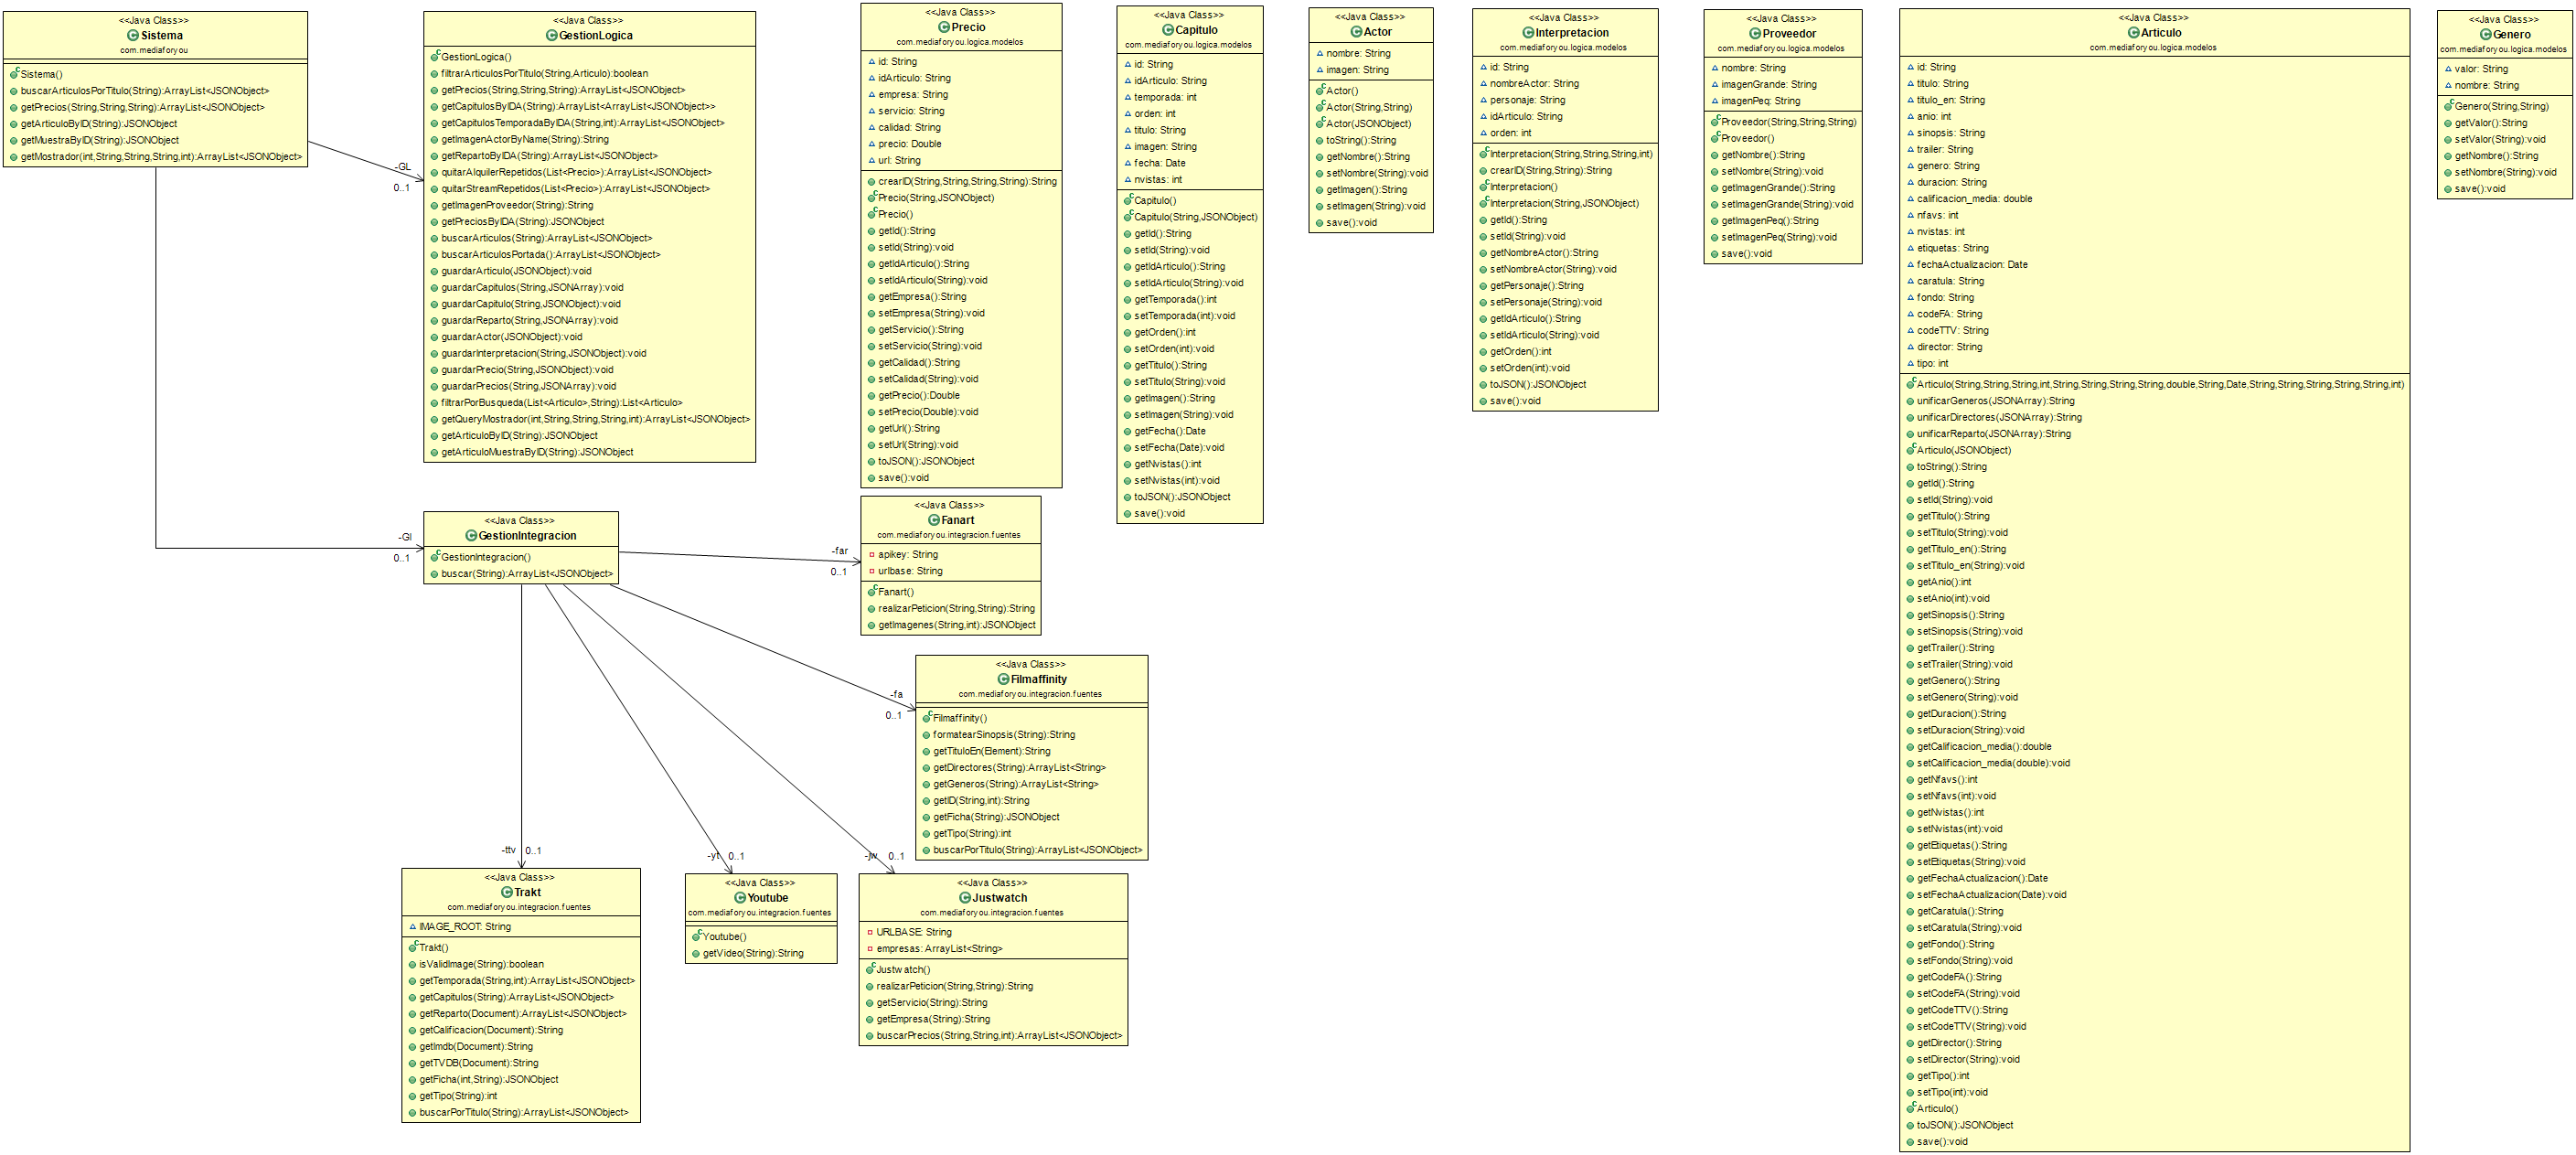 <<Java Class>>
Sistema
com.mediaforyou
Sistema()
buscarArticulosPorTitulo(String):ArrayList<JSONObject>
getPrecios(String,String,String):ArrayList<JSONObject>
getArticuloByID(String):JSONObject
getMuestraByID(String):JSONObject
getMostrador(int,String,String,String,int):ArrayList<JSONObject>
-GL
0..1
-GI
0..1
<<Java Class>>
GestionLogica
com.mediaforyou
GestionLogica()
filtrarArticulosPorTitulo(String,Articulo):boolean
getPrecios(String,String,String):ArrayList<JSONObject>
getCapitulosByIDA(String):ArrayList<ArrayList<JSONObject>>
getCapitulosTemporadaByIDA(String,int):ArrayList<JSONObject>
getImagenActorByName(String):String
getRepartoByIDA(String):ArrayList<JSONObject>
quitarAlquilerRepetidos(List<Precio>):ArrayList<JSONObject>
quitarStreamRepetidos(List<Precio>):ArrayList<JSONObject>
getImagenProveedor(String):String
getPreciosByIDA(String):JSONObject
buscarArticulos(String):ArrayList<JSONObject>
buscarArticulosPortada():ArrayList<JSONObject>
guardarArticulo(JSONObject):void
guardarCapitulos(String,JSONArray):void
guardarCapitulo(String,JSONObject):void
guardarReparto(String,JSONArray):void
guardarActor(JSONObject):void
guardarInterpretacion(String,JSONObject):void
guardarPrecio(String,JSONObject):void
guardarPrecios(String,JSONArray):void
filtrarPorBusqueda(List<Articulo>,String):List<Articulo>
getQueryMostrador(int,String,String,String,int):ArrayList<JSONObject>
getArticuloByID(String):JSONObject
getArticuloMuestraByID(String):JSONObject
<<Java Class>>
Precio
com.mediaforyou.logica.modelos
id: String
idArticulo: String
empresa: String
servicio: String
calidad: String
precio: Double
url: String
crearID(String,String,String,String):String
Precio(String,JSONObject)
Precio()
getId():String
setId(String):void
getIdArticulo():String
setIdArticulo(String):void
getEmpresa():String
setEmpresa(String):void
getServicio():String
setServicio(String):void
getCalidad():String
setCalidad(String):void
getPrecio():Double
setPrecio(Double):void
getUrl():String
setUrl(String):void
toJSON():JSONObject
save():void
<<Java Class>>
Capitulo
com.mediaforyou.logica.modelos
id: String
idArticulo: String
temporada: int
orden: int
titulo: String
imagen: String
fecha: Date
nvistas: int
Capitulo()
Capitulo(String,JSONObject)
getId():String
setId(String):void
getIdArticulo():String
setIdArticulo(String):void
getTemporada():int
setTemporada(int):void
getOrden():int
setOrden(int):void
getTitulo():String
setTitulo(String):void
getImagen():String
setImagen(String):void
getFecha():Date
setFecha(Date):void
getNvistas():int
setNvistas(int):void
toJSON():JSONObject
save():void
<<Java Class>>
Actor
com.mediaforyou.logica.modelos
nombre: String
imagen: String
Actor()
Actor(String,String)
Actor(JSONObject)
toString():String
getNombre():String
setNombre(String):void
getImagen():String
setImagen(String):void
save():void
<<Java Class>>
Interpretacion
com.mediaforyou.logica.modelos
id: String
nombreActor: String
personaje: String
idArticulo: String
orden: int
Interpretacion(String,String,String,int)
crearID(String,String):String
Interpretacion()
Interpretacion(String,JSONObject)
getId():String
setId(String):void
getNombreActor():String
setNombreActor(String):void
getPersonaje():String
setPersonaje(String):void
getIdArticulo():String
setIdArticulo(String):void
getOrden():int
setOrden(int):void
toJSON():JSONObject
save():void
<<Java Class>>
Proveedor
com.mediaforyou.logica.modelos
nombre: String
imagenGrande: String
imagenPeq: String
Proveedor(String,String,String)
Proveedor()
getNombre():String
setNombre(String):void
getImagenGrande():String
setImagenGrande(String):void
getImagenPeq():String
setImagenPeq(String):void
save():void
<<Java Class>>
Articulo
com.mediaforyou.logica.modelos
id: String
titulo: String
titulo_en: String
anio: int
sinopsis: String
trailer: String
genero: String
duracion: String
calificacion_media: double
nfavs: int
nvistas: int
etiquetas: String
fechaActualizacion: Date
caratula: String
fondo: String
codeFA: String
codeTTV: String
director: String
tipo: int
Articulo(String,String,String,int,String,String,String,String,double,String,Date,String,String,String,String,String,int)
unificarGeneros(JSONArray):String
unificarDirectores(JSONArray):String
unificarReparto(JSONArray):String
Articulo(JSONObject)
toString():String
getId():String
setId(String):void
getTitulo():String
setTitulo(String):void
getTitulo_en():String
setTitulo_en(String):void
getAnio():int
setAnio(int):void
getSinopsis():String
setSinopsis(String):void
getTrailer():String
setTrailer(String):void
getGenero():String
setGenero(String):void
getDuracion():String
setDuracion(String):void
getCalificacion_media():double
setCalificacion_media(double):void
getNfavs():int
setNfavs(int):void
getNvistas():int
setNvistas(int):void
getEtiquetas():String
setEtiquetas(String):void
getFechaActualizacion():Date
setFechaActualizacion(Date):void
getCaratula():String
setCaratula(String):void
getFondo():String
setFondo(String):void
getCodeFA():String
setCodeFA(String):void
getCodeTTV():String
setCodeTTV(String):void
getDirector():String
setDirector(String):void
getTipo():int
setTipo(int):void
Articulo()
toJSON():JSONObject
save():void
<<Java Class>>
Genero
com.mediaforyou.logica.modelos
valor: String
nombre: String
Genero(String,String)
getValor():String
setValor(String):void
getNombre():String
setNombre(String):void
save():void
<<Java Class>>
GestionIntegracion
GestionIntegracion()
buscar(String):ArrayList<JSONObject>
-far
0..1
-fa
0..1
-ttv 0..1
-yt 0..1
-jw 0..1
<<Java Class>>
Fanart
com.mediaforyou.integracion.fuentes
apikey: String
urlbase: String
Fanart()
realizarPeticion(String,String):String
getImagenes(String,int):JSONObject
<<Java Class>>
Filmaffinity
com.mediaforyou.integracion.fuentes
Filmaffinity()
formatearSinopsis(String):String
getTituloEn(Element):String
getDirectores(String):ArrayList<String>
getGeneros(String):ArrayList<String>
getID(String,int):String
getFicha(String):JSONObject
getTipo(String):int
buscarPorTitulo(String):ArrayList<JSONObject>
<<Java Class>>
Trakt
com.mediaforyou.integracion.fuentes
IMAGE_ROOT: String
Trakt()
isValidImage(String):boolean
getTemporada(String,int):ArrayList<JSONObject>
getCapitulos(String):ArrayList<JSONObject>
getReparto(Document):ArrayList<JSONObject>
getCalificacion(Document):String
getImdb(Document):String
getTVDB(Document):String
getFicha(int,String):JSONObject
getTipo(String):int
buscarPorTitulo(String):ArrayList<JSONObject>
<<Java Class>>
Youtube
com.mediaforyou.integracion.fuentes
Youtube()
getVideo(String):String
<<Java Class>>
Justwatch
com.mediaforyou.integracion.fuentes
URLBASE: String
empresas: ArrayList<String>
Justwatch()
realizarPeticion(String,String):String
getServicio(String):String
getEmpresa(String):String
buscarPrecios(String,String,int):ArrayList<JSONObject>